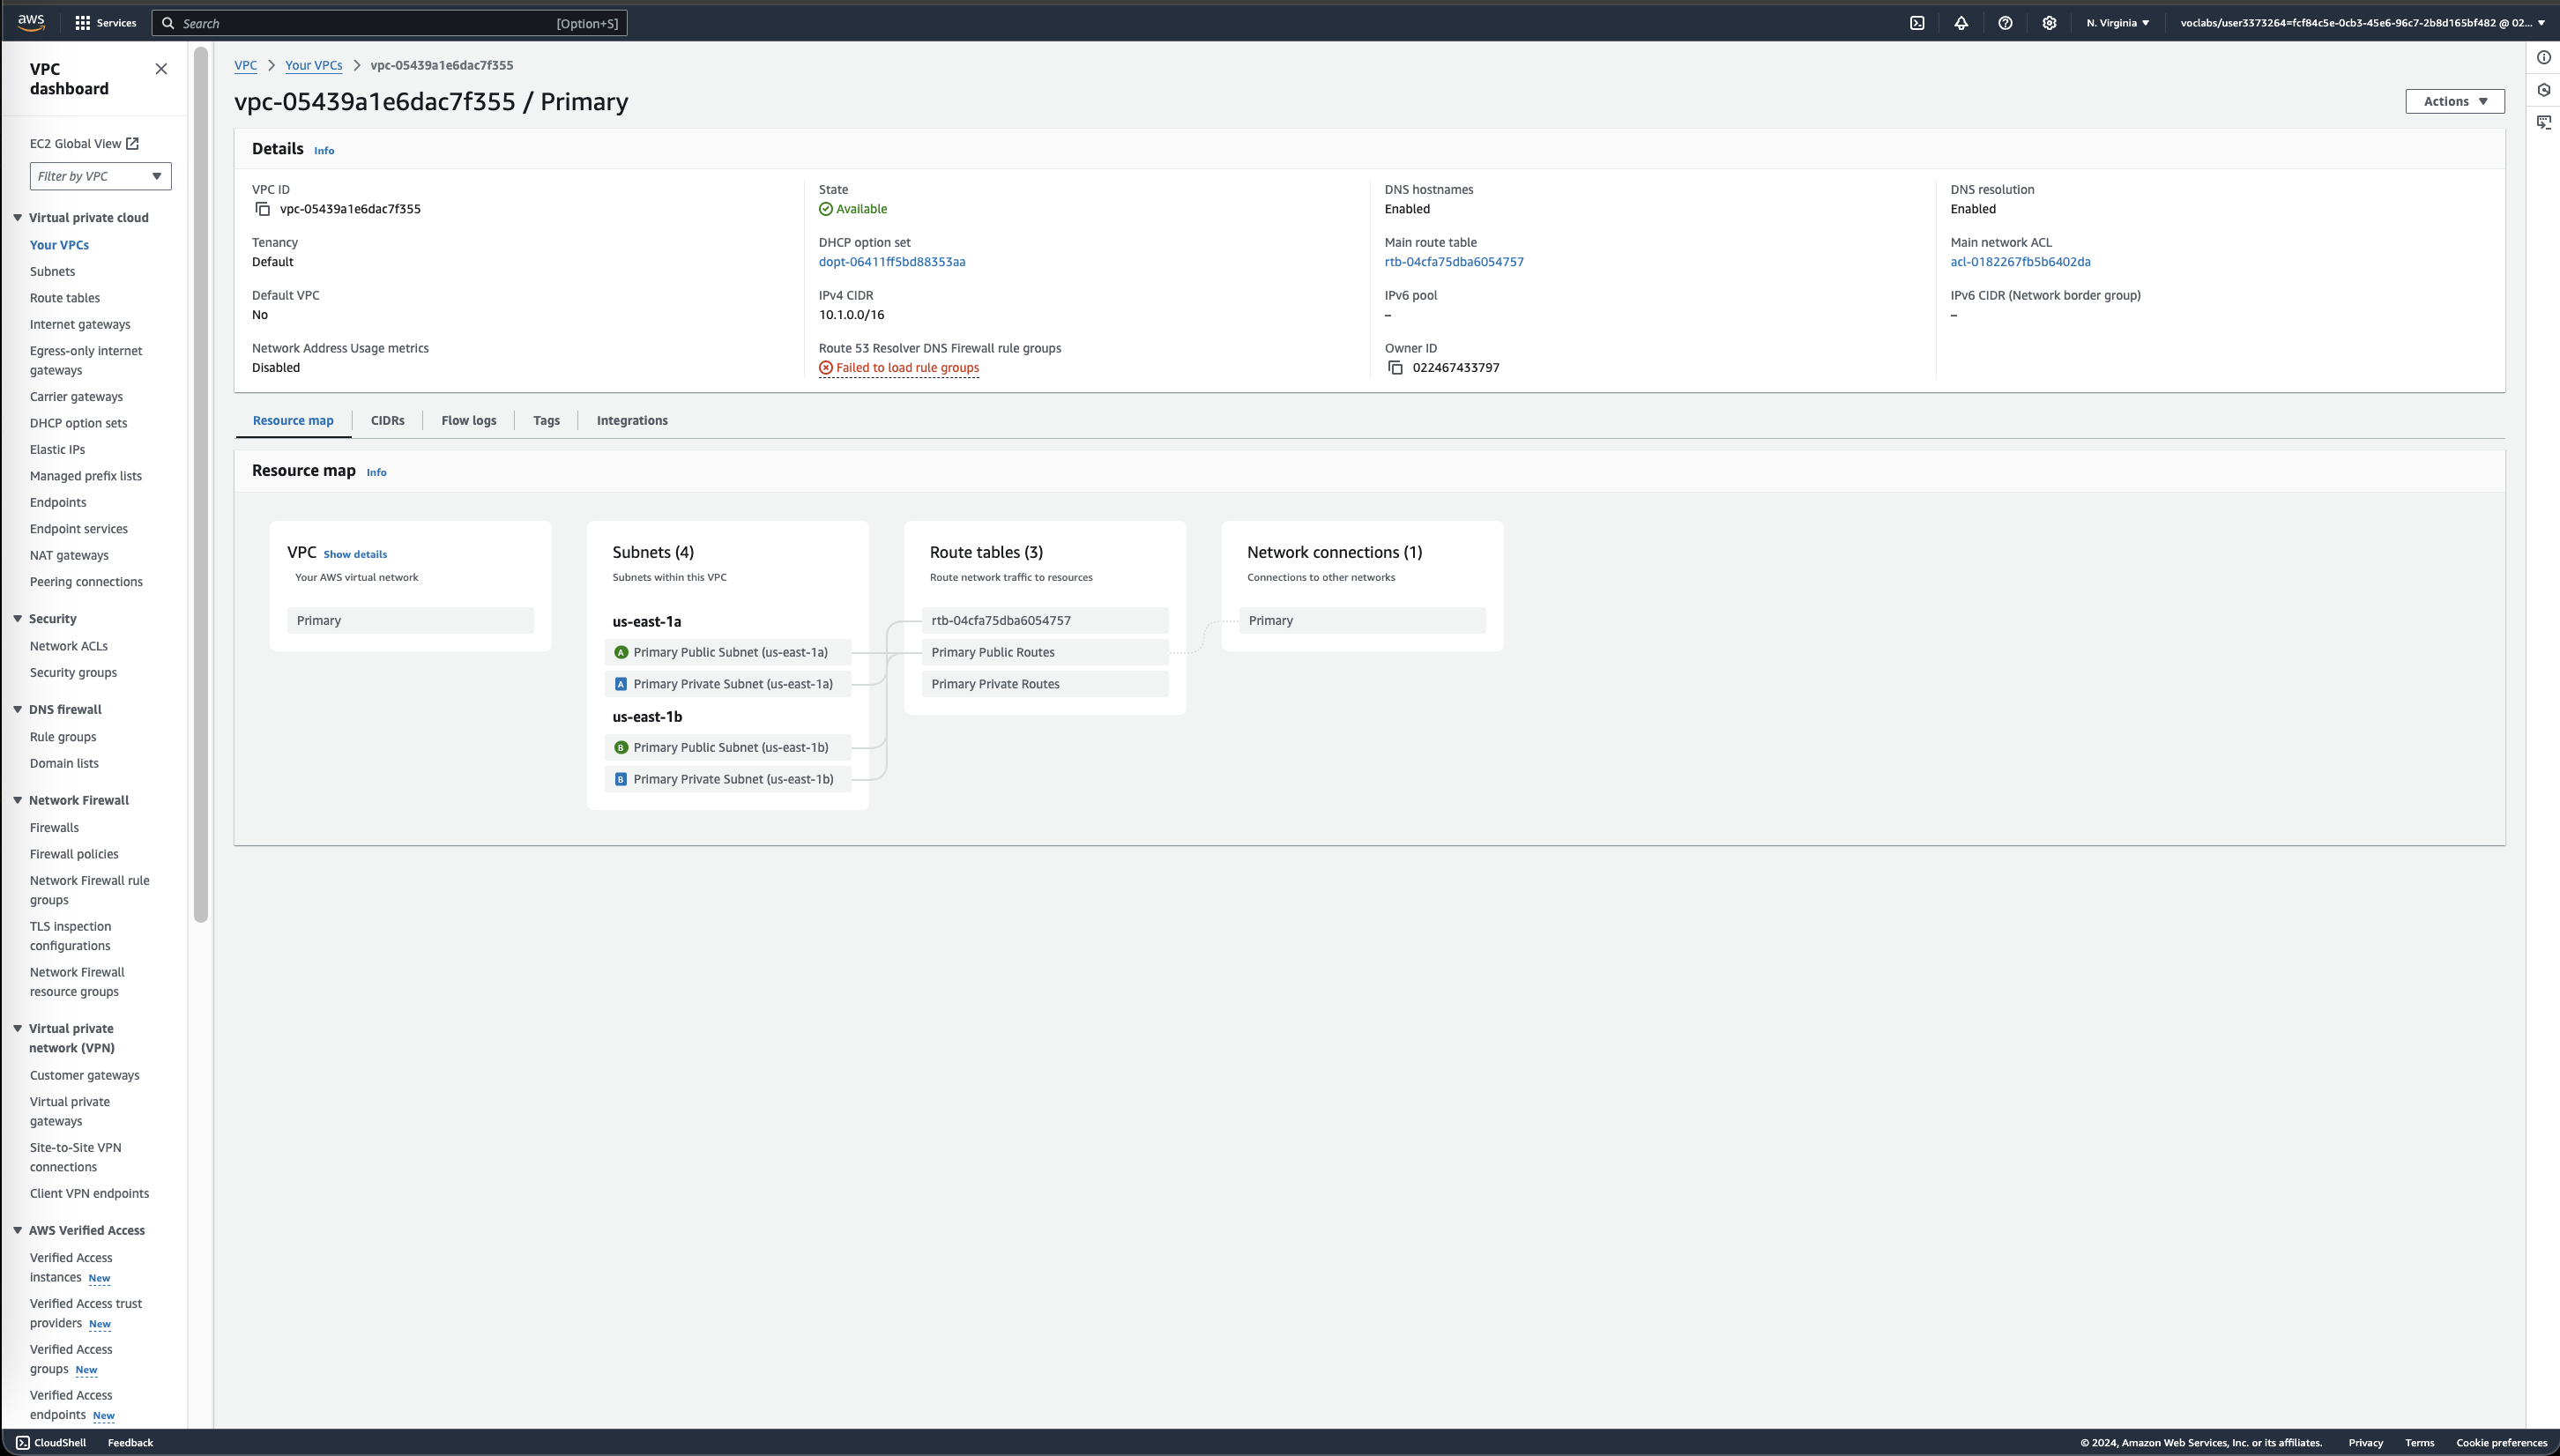 aws
Services
Search
[Option+S]
N. Virginia
voclabs/user3373264=fcf84c5e-0cb3-45e6-96c7-2b8d165bf482 @ 02...
VPC
dashboard
EC2 Global View
Filter by VPC
Virtual private cloud
Your VPCs
Subnets
Route tables
Internet gateways
Egress-only internet
gateways
Carrier gateways
DHCP option sets
Elastic IPs
Managed prefix lists
Endpoints
Endpoint services
NAT gateways
Peering connections
Security
Network ACLs
Security groups
DNS firewall
Rule groups
Domain lists
Network Firewall
Firewalls
Firewall policies
Network Firewall rule
groups
TLS inspection
configurations
Network Firewall
resource groups
Virtual private
network (VPN)
Customer gateways
Virtual private
gateways
Site-to-Site VPN
connections
Client VPN endpoints
AWS Verified Access
Verified Access
instances New
Verified Access trust
providers New
Verified Access
groups New
Verified Access
endpoints New
VPC > Your VPCs > vpc-05439a1e6dac7f355
vpc-05439a1e6dac7f355 / Primary
Actions
Details Info
VPC ID
vpc-05439a1e6dac7f355
State
Available
DNS hostnames
Enabled
DNS resolution
Enabled
Tenancy
Default
DHCP option set
dopt-06411ff5bd88353aa
Main route table
rtb-04cfa75dba6054757
Main network ACL
acl-0182267fb5b6402da
Default VPC
No
IPv4 CIDR
10.1.0.0/16
IPv6 pool
–
IPv6 CIDR (Network border group)
–
Network Address Usage metrics
Disabled
Route 53 Resolver DNS Firewall rule groups
Failed to load rule groups
Owner ID
022467433797
Resource map
CIDRs
Flow logs
Tags
Integrations
Resource map Info
VPC Show details
Your AWS virtual network
Primary
Subnets (4)
Subnets within this VPC
us-east-1a
A Primary Public Subnet (us-east-1a)
A Primary Private Subnet (us-east-1a)
us-east-1b
B Primary Public Subnet (us-east-1b)
B Primary Private Subnet (us-east-1b)
Route tables (3)
Route network traffic to resources
rtb-04cfa75dba6054757
Primary Public Routes
Primary Private Routes
Network connections (1)
Connections to other networks
Primary
CloudShell
Feedback
© 2024, Amazon Web Services, Inc. or its affiliates.
Privacy
Terms
Cookie preferences